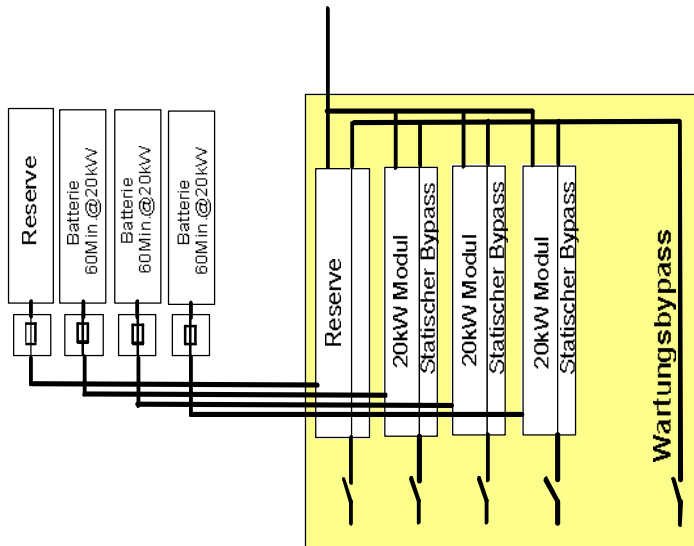 Reserve
Batterie
60Min.@20kW
Batterie
60Min.@20kW
Batterie
60Min.@20kW
Reserve
20kW Modul
Statischer Bypass
20kW Modul
Statischer Bypass
20kW Modul
Statischer Bypass
Wartungsbypass